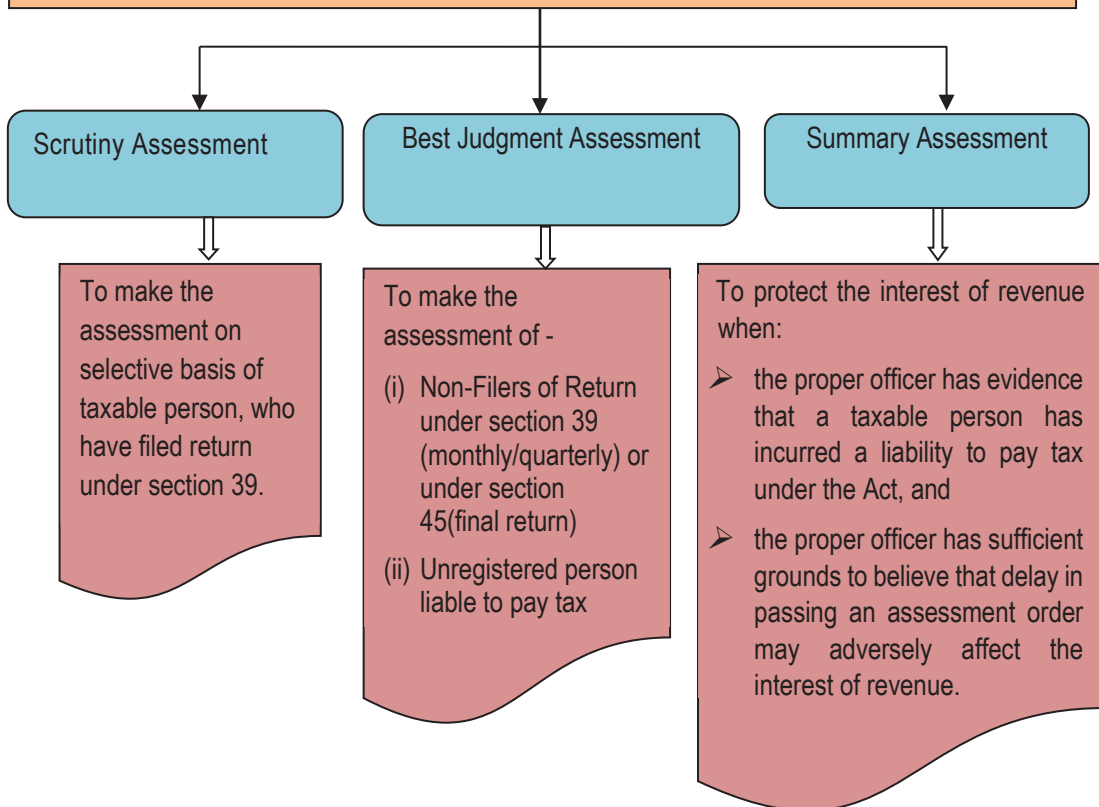 Scrutiny Assessment
Best Judgment Assessment
Summary Assessment
To make the
assessment on
selective basis of
taxable person, who
have filed return
under section 39.
To make the
assessment of -
(i) Non-Filers of Return
under section 39
(monthly/quarterly) or
under section
45(final return)
(ii) Unregistered person
liable to pay tax
To protect the interest of revenue
when:
➢ the proper officer has evidence
that a taxable person has
incurred a liability to pay tax
under the Act, and
➢ the proper officer has sufficient
grounds to believe that delay in
passing an assessment order
may adversely affect the
interest of revenue.